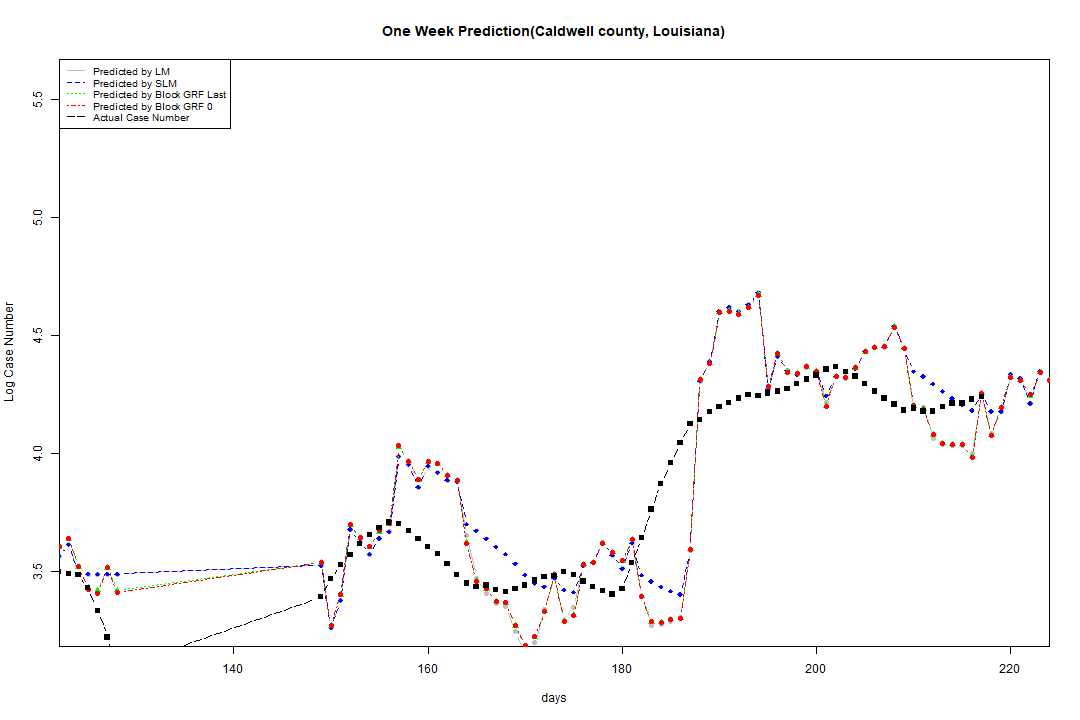 One Week Prediction(Caldwell county, Louisiana)
Predicted by LM
Predicted by SLM
Predicted by Block GRF Last
Predicted by Block GRF 0
Actual Case Number
5.5
5.0
4.5
4.0
3.5
Log Case Number
140 160 180 200 220
days